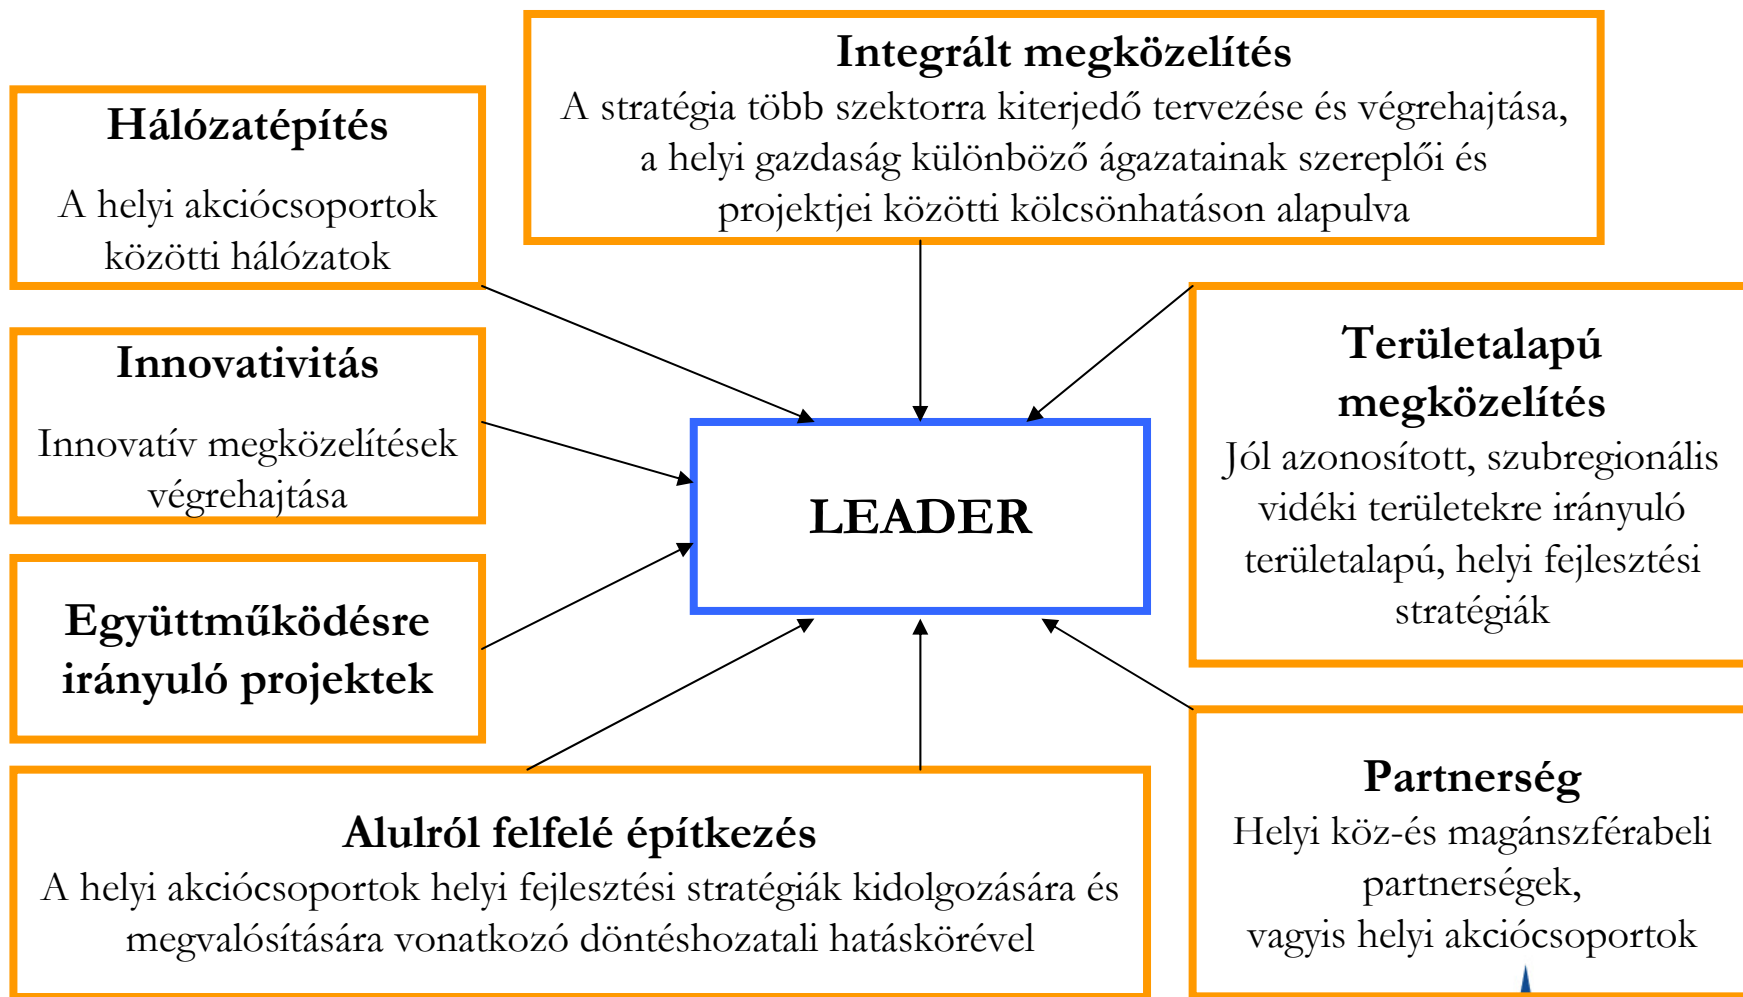 Integrált megközelítés
A stratégia több szektorra kiterjedő tervezése és végrehajtása,
a helyi gazdaság különböző ágazatainak szereplői és
projektjei közötti kölcsönhatáson alapulva
Hálózatépítés
A helyi akciócsoportok
közötti hálózatok
Innovativitás
Innovatív megközelítések
végrehajtása
Együttműködésre
irányuló projektek
LEADER
Területalapú
megközelítés
Jól azonosított, szubregionális
vidéki területekre irányuló
területalapú, helyi fejlesztési
stratégiák
Alulról felfelé építkezés
A helyi akciócsoportok helyi fejlesztési stratégiák kidolgozására és
megvalósítására vonatkozó döntéshozatali hatáskörével
Partnerség
Helyi köz-és magánszférabeli
partnerségek,
vagyis helyi akciócsoportok